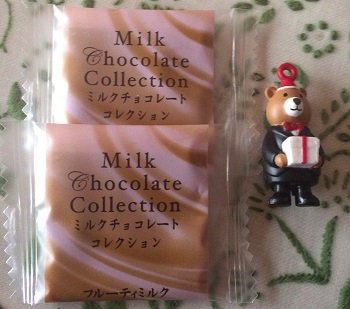 Milk
Chocolate
Collection
ミルクチョコレート
コレクション
Milk
Chocolate
Collection
ミルクチョコレート
コレクション
フルーティミルク